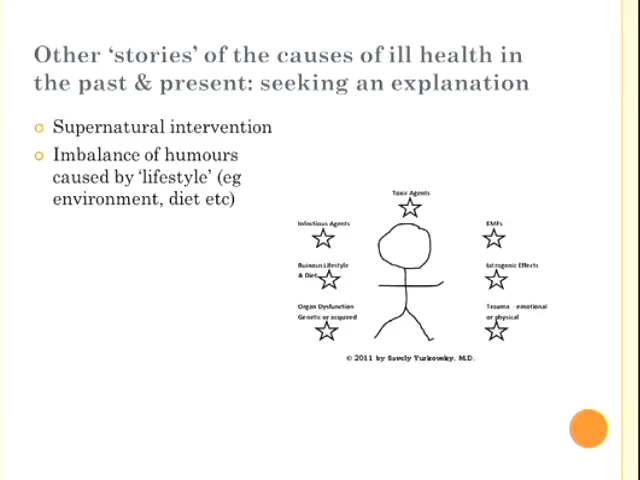 Other ‘stories’ of the causes of ill health in
the past & present: seeking an explanation
Supernatural intervention
Imbalance of humours
caused by ‘lifestyle’ (eg
environment, diet etc)
Toxic Agents
Infectious Agents
EMFs
Ruinous Lifestyle
& Diet
Iatrogenic Effects
Organ Dysfunction
Genetic or acquired
Trauma - emotional
or physical
© 2011 by Savely Yurkovsky, M.D.